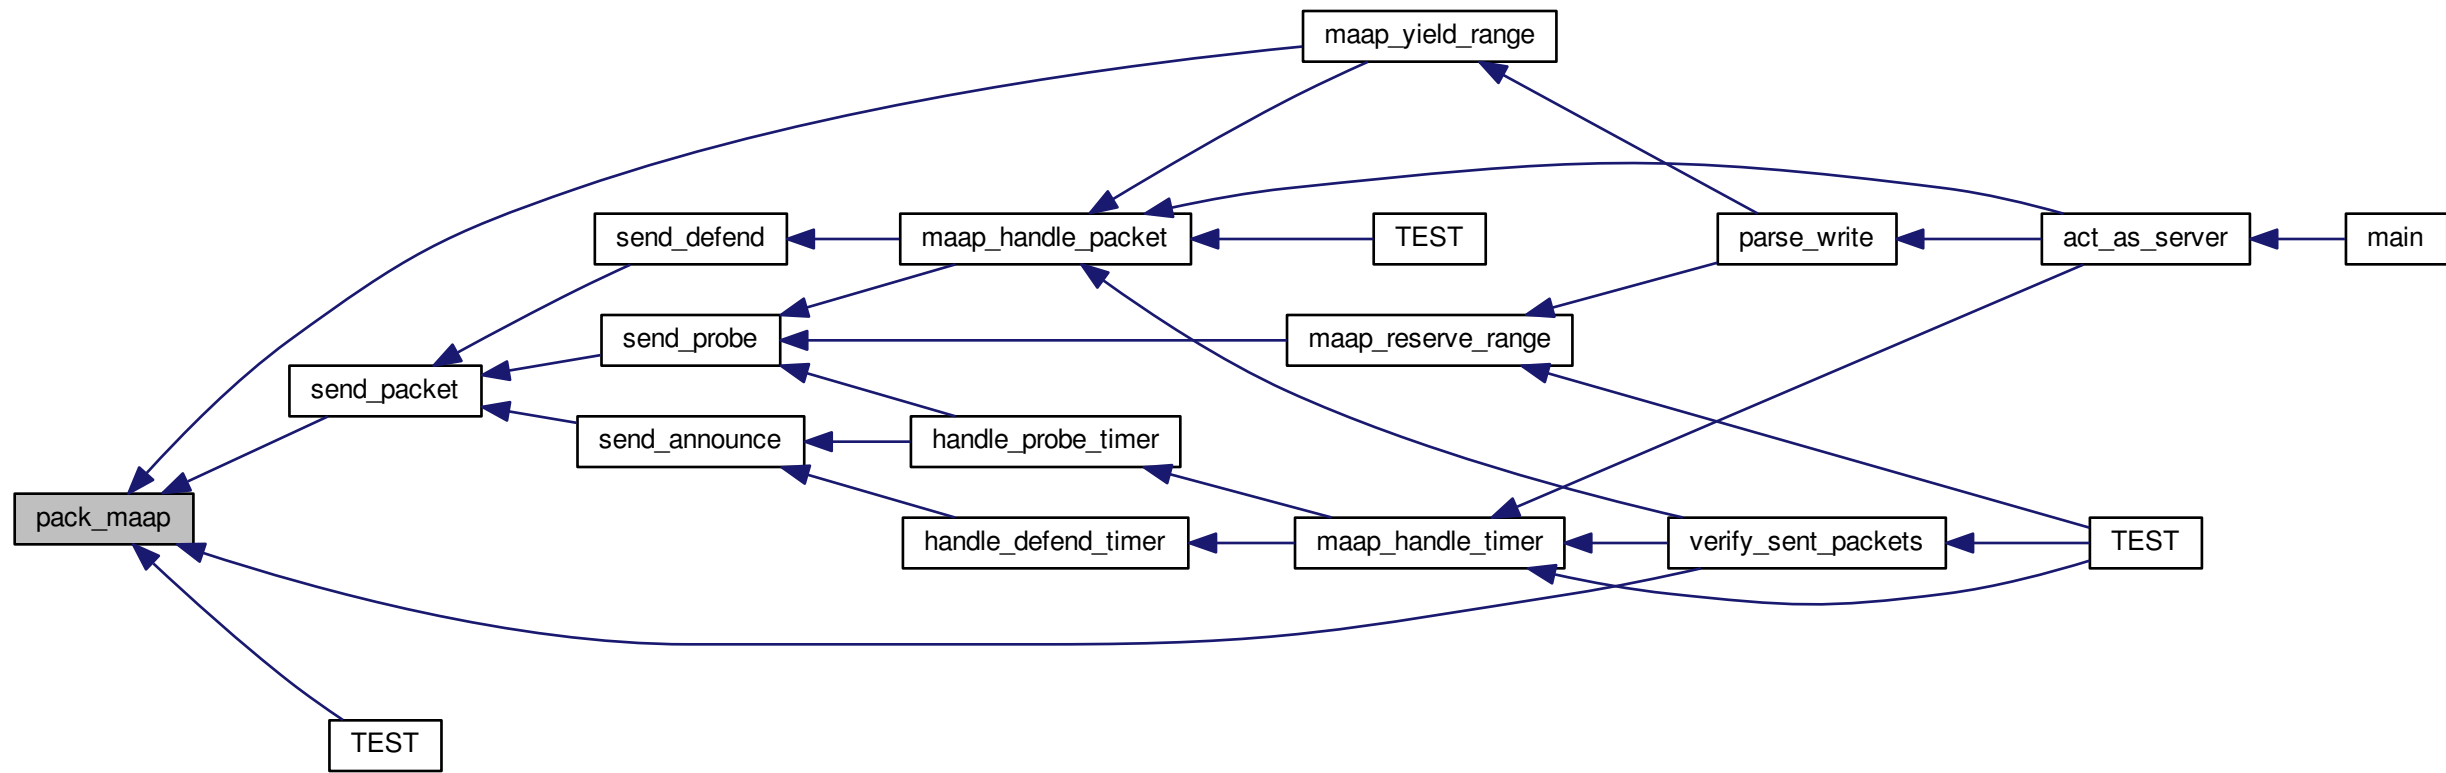 maap_yield_range
send_defend
maap_handle_packet
TEST
parse_write
act_as_server
main
send_probe
maap_reserve_range
send_packet
send_announce
handle_probe_timer
pack_maap
handle_defend_timer
maap_handle_timer
verify_sent_packets
TEST
TEST